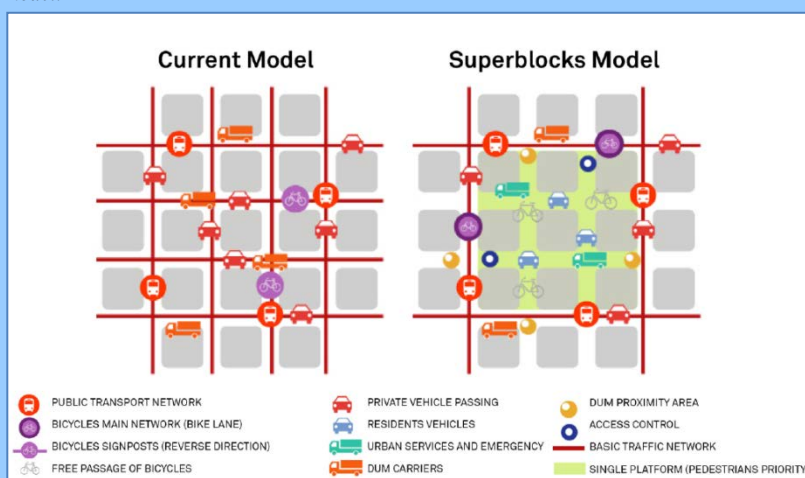 Current Model
Superblocks Model
PUBLIC TRANSPORT NETWORK
BICYCLES MAIN NETWORK (BIKE LANE)
BICYCLES SIGNPOSTS (REVERSE DIRECTION)
FREE PASSAGE OF BICYCLES
PRIVATE VEHICLE PASSING
RESIDENTS VEHICLES
URBAN SERVICES AND EMERGENCY
DUM CARRIERS
DUM PROXIMITY AREA
ACCESS CONTROL
BASIC TRAFFIC NETWORK
SINGLE PLATFORM (PEDESTRIANS PRIORITY